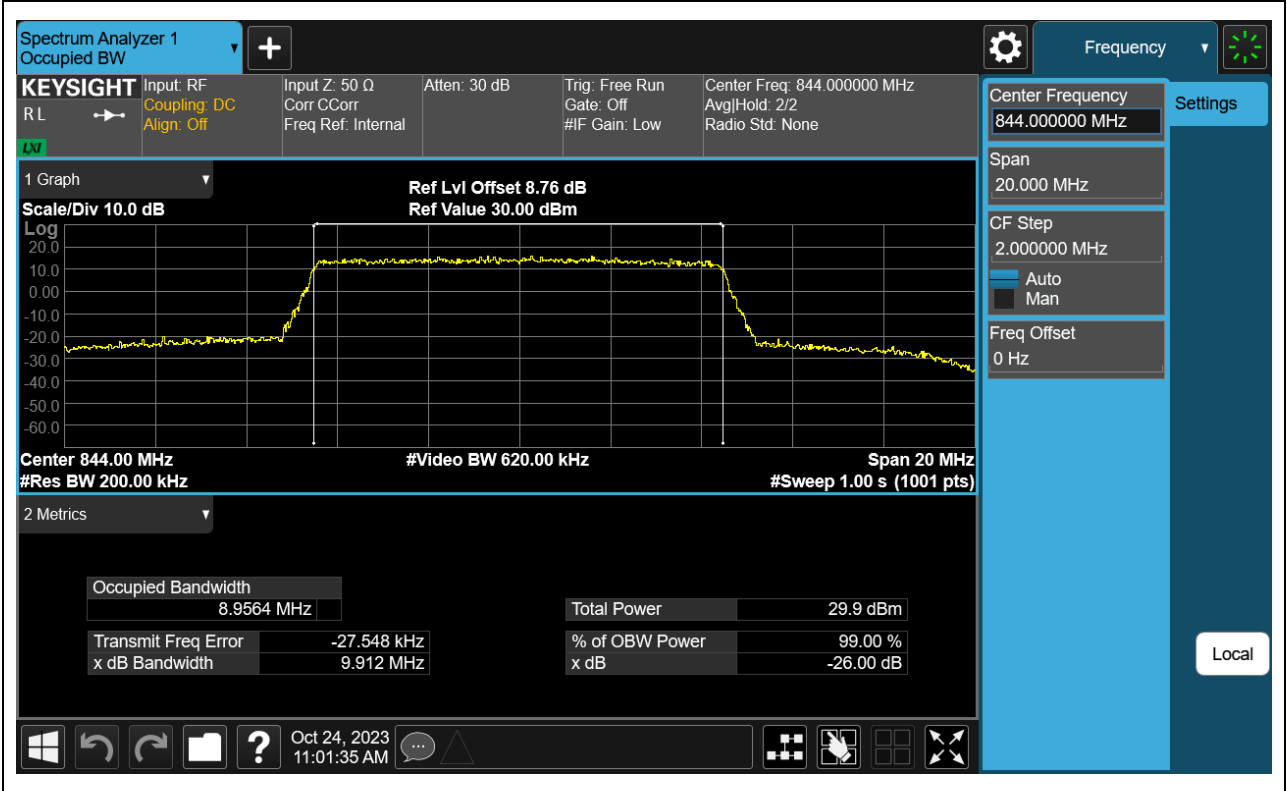 Spectrum Analyzer 1
Occupied BW
Frequency
KEYSIGHT
R L
LXI
Input: RF
Coupling: DC
Align: Off
Input Z: 50 Ω
Corr CCorr
Freq Ref: Internal
Atten: 30 dB
Trig: Free Run
Gate: Off
#IF Gain: Low
Center Freq: 844.000000 MHz
Avg|Hold: 2/2
Radio Std: None
Center Frequency
844.000000 MHz
Settings
Span
20.000 MHz
CF Step
2.000000 MHz
Auto
Man
Freq Offset
0 Hz
Local
1 Graph
Scale/Div 10.0 dB
Ref Lvl Offset 8.76 dB
Ref Value 30.00 dBm
Log
20.0
10.0
0.00
-10.0
-20.0
-30.0
-40.0
-50.0
-60.0
Center 844.00 MHz
#Video BW 620.00 kHz
Span 20 MHz
#Res BW 200.00 kHz
#Sweep 1.00 s (1001 pts)
2 Metrics
Occupied Bandwidth
8.9564 MHz
Total Power 29.9 dBm
Transmit Freq Error -27.548 kHz
% of OBW Power 99.00 %
x dB Bandwidth 9.912 MHz
x dB -26.00 dB
?
Oct 24, 2023
11:01:35 AM